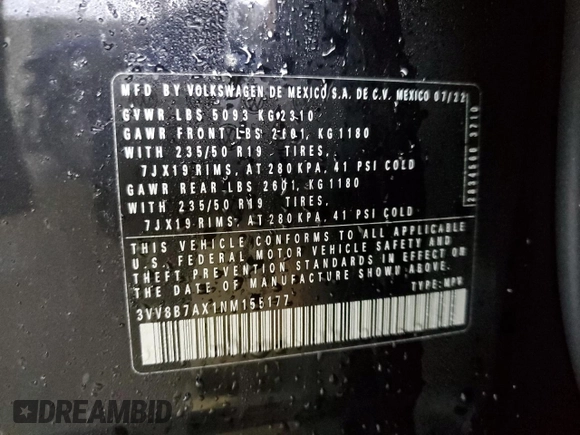 MFD BY VOLKSWAGEN DE MEXICO S.A. DE C.V. MEXICO 07/22
GVWR LBS 5093 KG 2310
GAWR FRONT LBS 2601, KG 1180
WITH 235/50 R19 TIRES,
7JX19 RIMS, AT 280 KPA, 41 PSI COLD
GAWR REAR LBS 2601, KG 1180
WITH 235/50 R19 TIRES,
7JX19 RIMS, AT 280 KPA, 41 PSI COLD
THIS VEHICLE CONFORMS TO ALL APPLICABLE
U.S. FEDERAL MOTOR VEHICLE SAFETY AND
THEFT PREVENTION STANDARDS IN EFFECT ON
THE DATE OF MANUFACTURE SHOWN ABOVE.
3VV8B7AX1NM155177
TYPE: MPV
DREAMBID